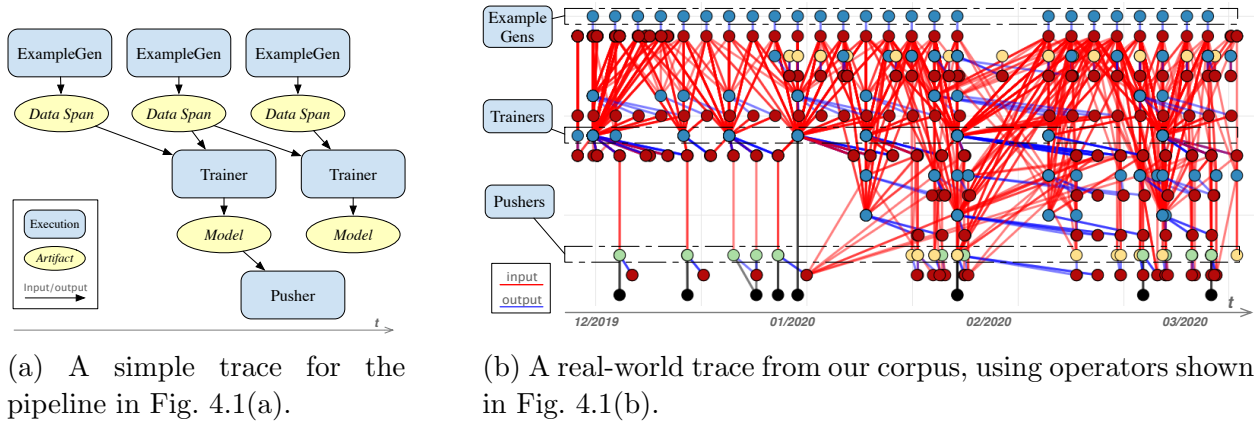 ExampleGen ExampleGen ExampleGen
Data Span Data Span Data Span
Trainer Trainer
Model Model
Pusher
Execution
Artifact
Input/output
t
Example
Gens
Trainers
Pushers
input
output
t
12/2019 01/2020 02/2020 03/2020
(a) A simple trace for the
pipeline in Fig. 4.1(a).
(b) A real-world trace from our corpus, using operators shown
in Fig. 4.1(b).